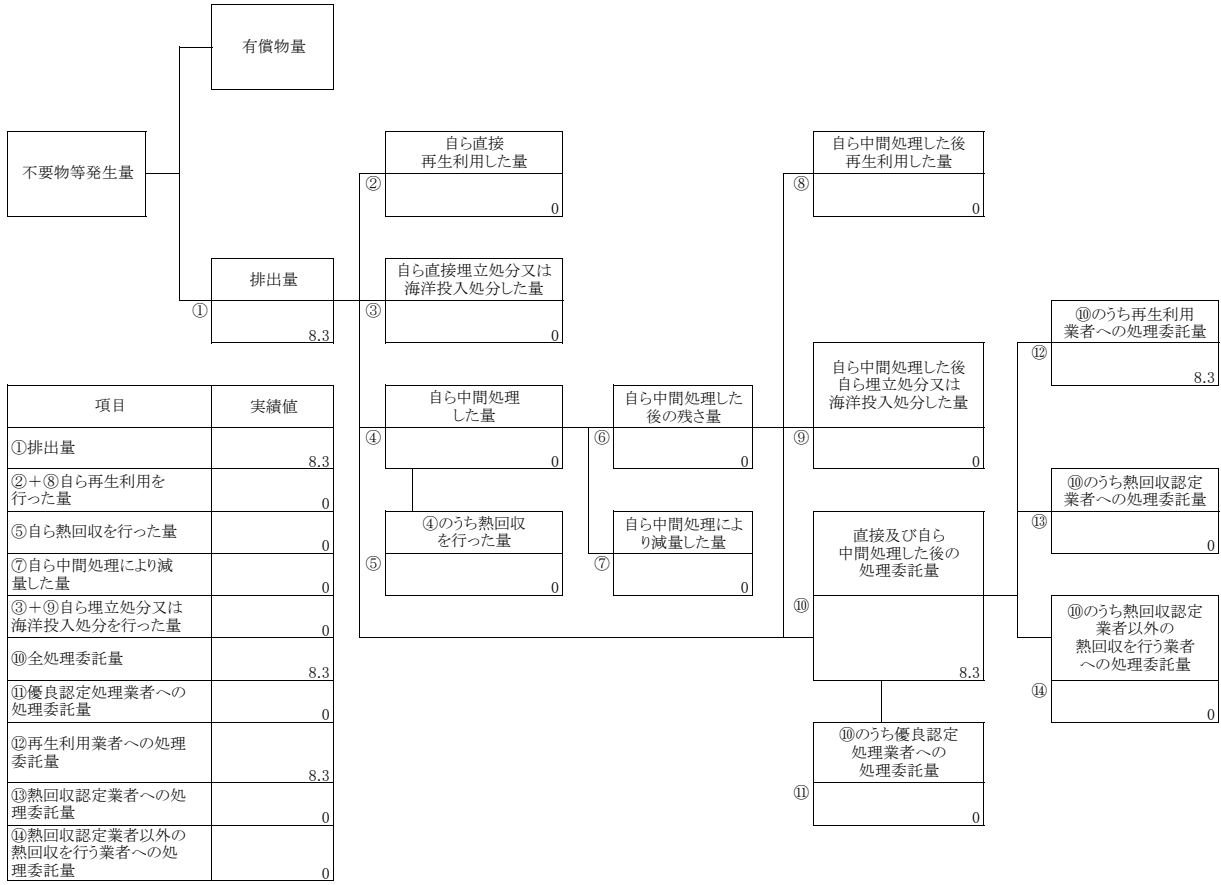 有償物量
不要物等発生量
自ら直接
再生利用した量
②
0
自ら中間処理した後
再生利用した量
⑧
0
排出量
①
8.3
自ら直接埋立処分又は
海洋投入処分した量
③
0
自ら中間処理
した量
④
0
自ら中間処理した
後の残さ量
⑥
0
自ら中間処理した後
自ら埋立処分又は
海洋投入処分した量
⑨
0
⑩のうち再生利用
業者への処理委託量
⑫
8.3
④のうち熱回収
を行った量
⑤
0
自ら中間処理によ
り減量した量
⑦
0
直接及び自ら
中間処理した後の
処理委託量
⑩
8.3
⑩のうち熱回収認定
業者への処理委託量
⑬
0
⑩のうち熱回収認定
業者以外の
熱回収を行う業者
への処理委託量
⑭
0
⑩のうち優良認定
処理業者への
処理委託量
⑪
0
項目 実績値
①排出量 8.3
②＋⑧自ら再生利用を
行った量 0
⑤自ら熱回収を行った量 0
⑦自ら中間処理により減
量した量 0
③＋⑨自ら埋立処分又は
海洋投入処分を行った量 0
⑩全処理委託量 8.3
⑪優良認定処理業者への
処理委託量 0
⑫再生利用業者への処理
委託量 8.3
⑬熱回収認定業者への処
理委託量 0
⑭熱回収認定業者以外の
熱回収を行う業者への処
理委託量 0